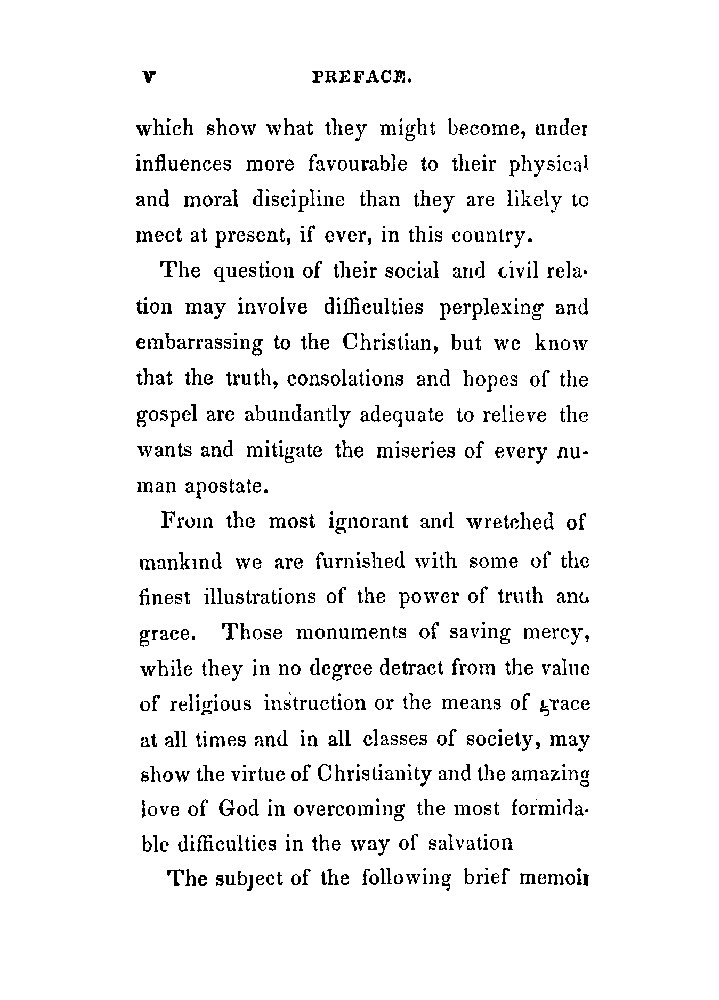 V PREFACE.
which show what they might become, under
influences more favourable to their physical
and moral discipline than they are likely to
meet at present, if ever, in this country.
The question of their social and civil rela-
tion may involve difficulties perplexing and
embarrassing to the Christian, but we know
that the truth, consolations and hopes of the
gospel are abundantly adequate to relieve the
wants and mitigate the miseries of every hu-
man apostate.
From the most ignorant and wretched of
mankind we are furnished with some of the
finest illustrations of the power of truth and
grace. Those monuments of saving mercy,
while they in no degree detract from the value
of religious instruction or the means of grace
at all times and in all classes of society, may
show the virtue of Christianity and the amazing
love of God in overcoming the most formida-
ble difficulties in the way of salvation
The subject of the following brief memoir